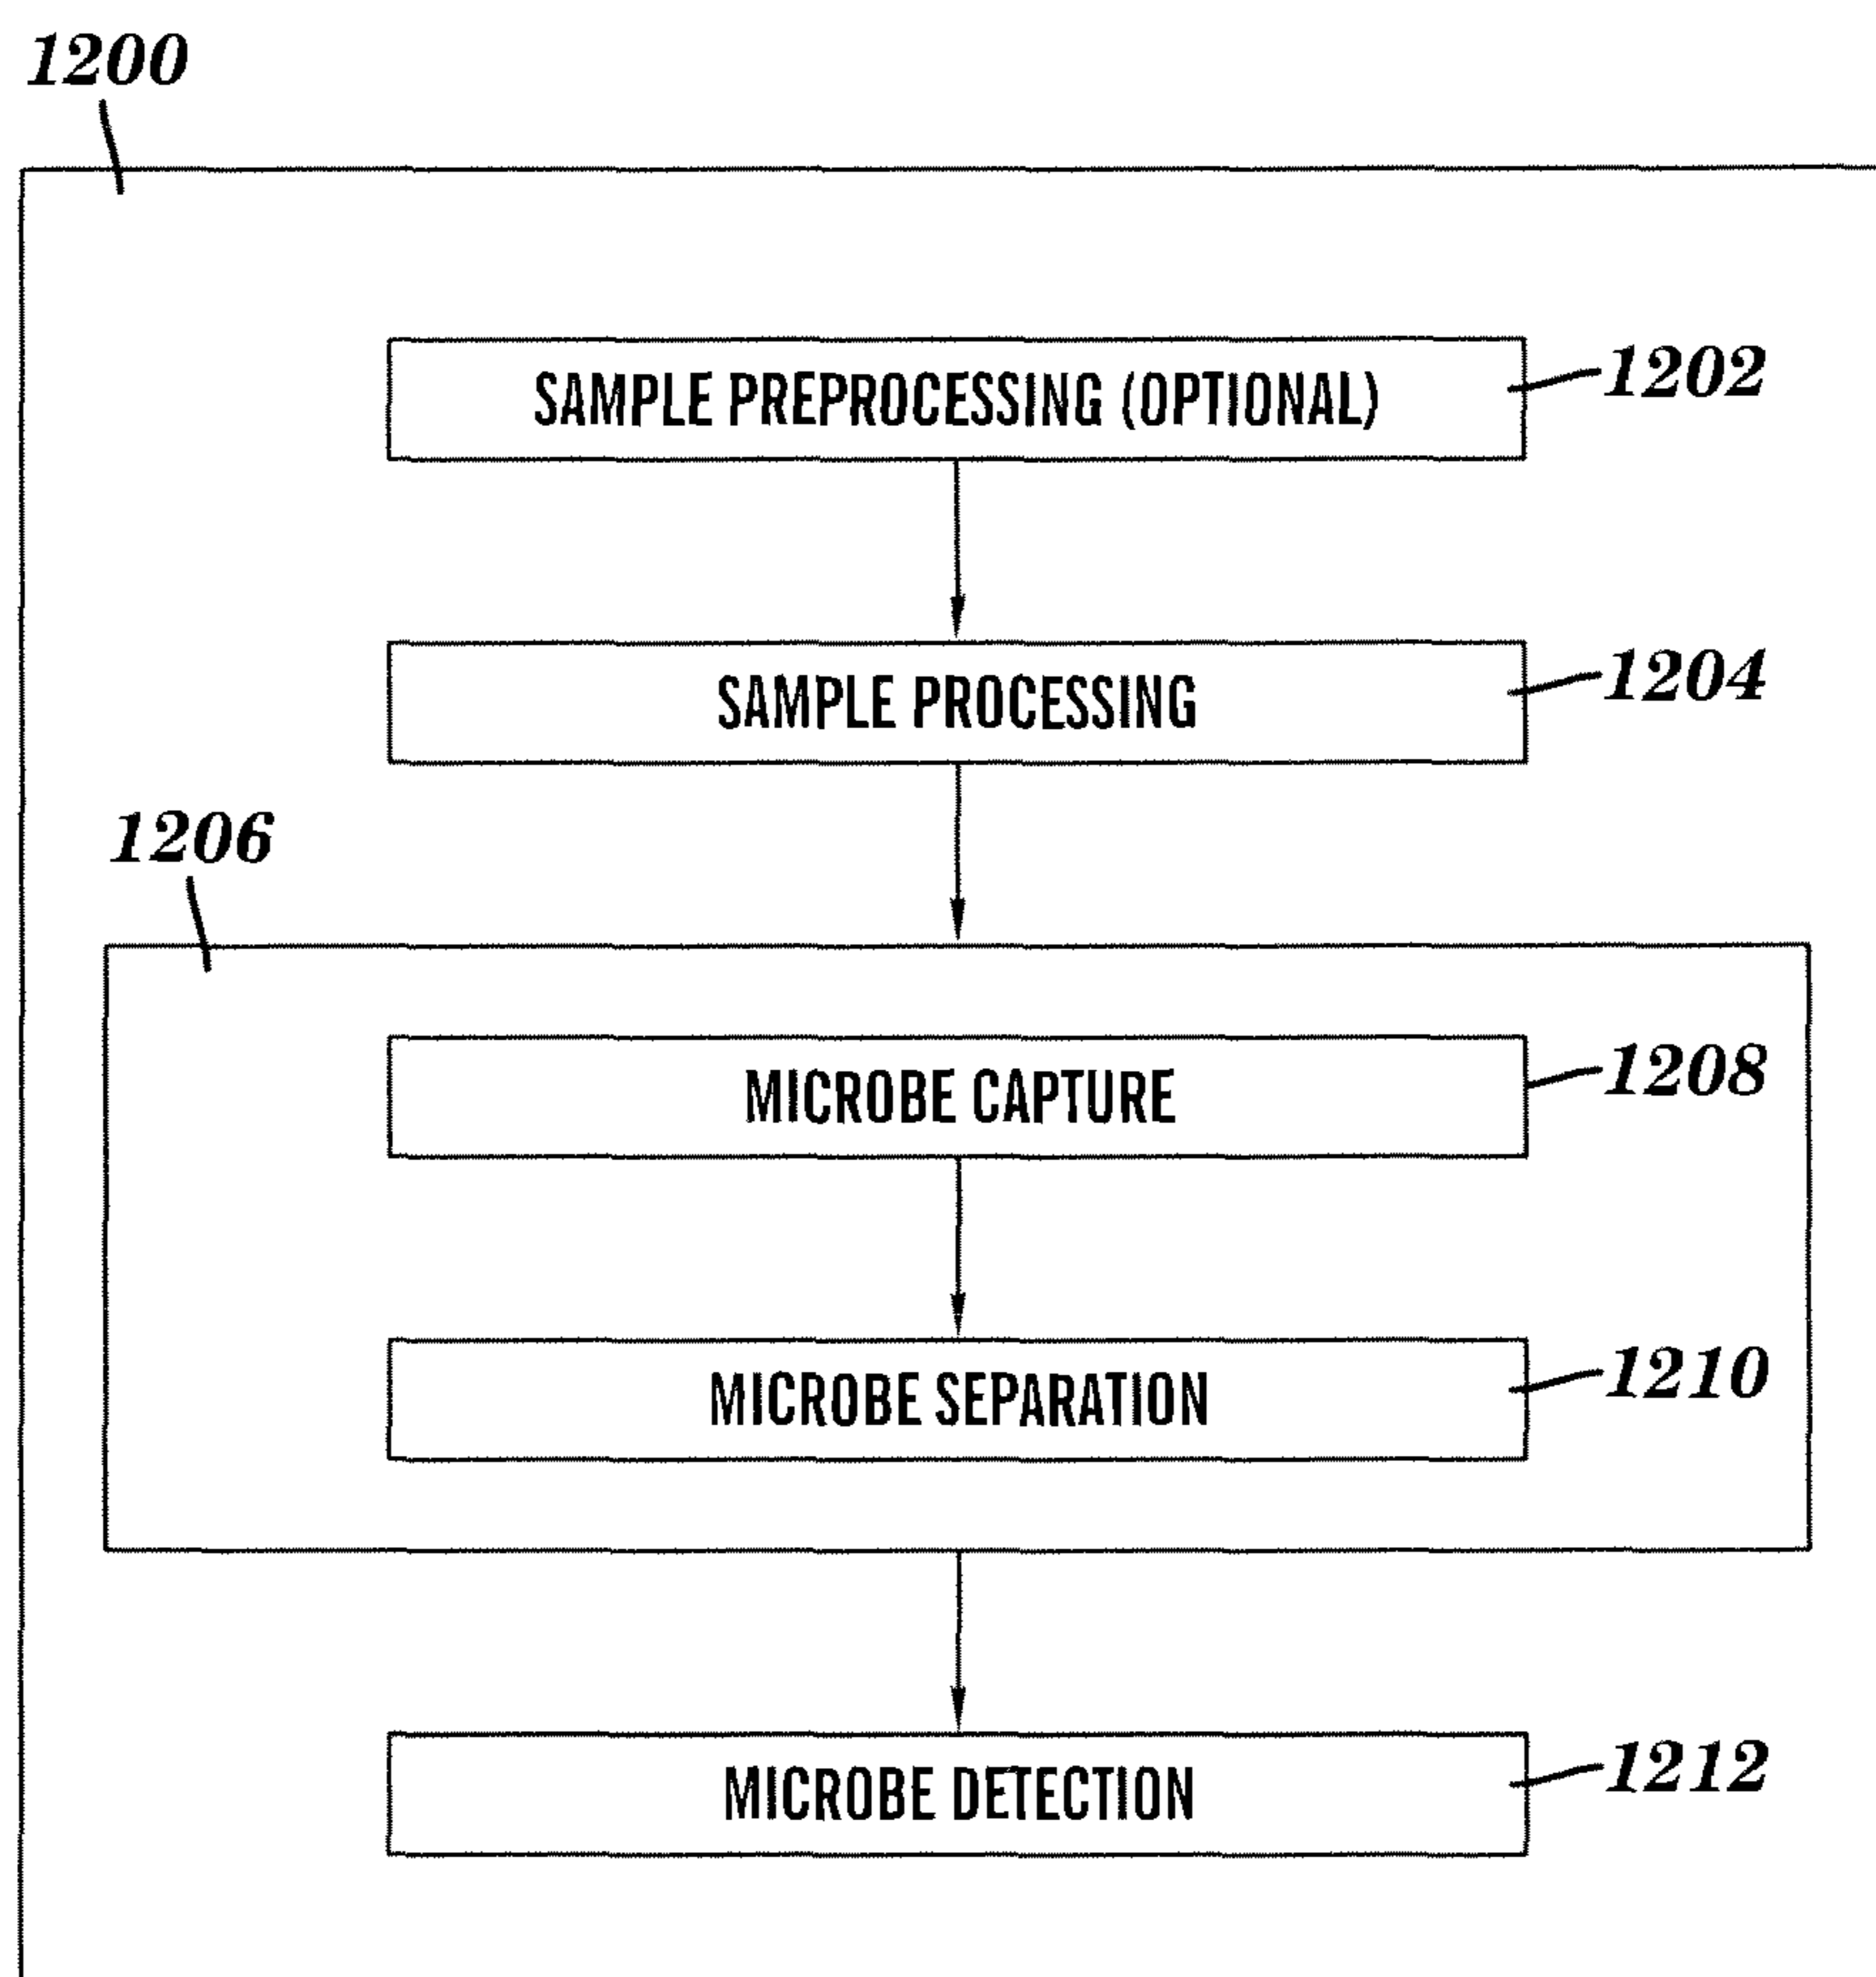 1200
SAMPLE PREPROCESSING (OPTIONAL)
1202
SAMPLE PROCESSING
1204
1206
MICROBE CAPTURE
1208
MICROBE SEPARATION
1210
MICROBE DETECTION
1212